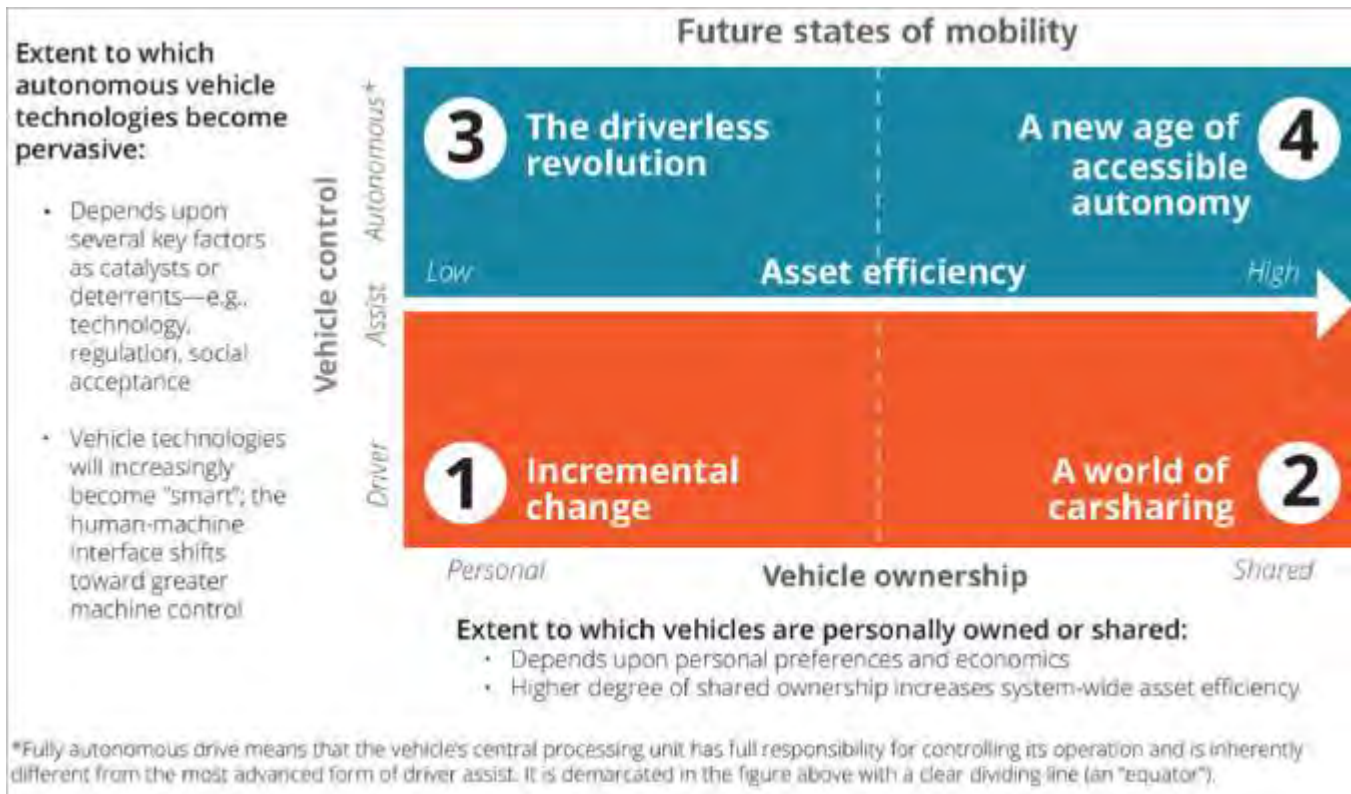 Future states of mobility
Extent to which
autonomous vehicle
technologies become
pervasive:
• Depends upon
several key factors
as catalysts or
deterrents—e.g.,
technology,
regulation, social
acceptance
• Vehicle technologies
will increasingly
become "smart"; the
human-machine
interface shifts
toward greater
machine control
Vehicle control
Autonomous*
Assist
Driver
3
The driverless
revolution
A new age of
accessible
autonomy
4
Low
Asset efficiency
High
1
Incremental
change
A world of
carsharing
2
Personal
Vehicle ownership
Shared
Extent to which vehicles are personally owned or shared:
• Depends upon personal preferences and economics
• Higher degree of shared ownership increases system-wide asset efficiency
*Fully autonomous drive means that the vehicle's central processing unit has full responsibility for controlling its operation and is inherently
different from the most advanced form of driver assist. It is demarcated in the figure above with a clear dividing line (an "equator").